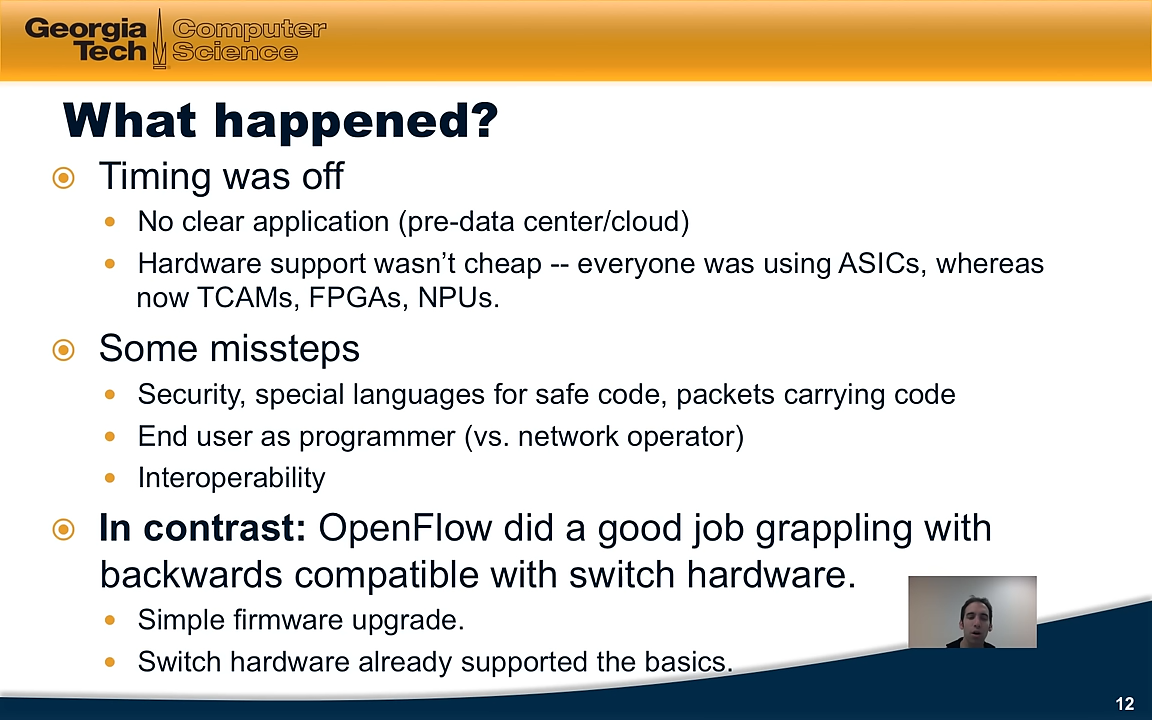 Georgia Tech
Computer Science
What happened?
Timing was off
No clear application (pre-data center/cloud)
Hardware support wasn’t cheap -- everyone was using ASICs, whereas
now TCAMs, FPGAs, NPUs.
Some missteps
Security, special languages for safe code, packets carrying code
End user as programmer (vs. network operator)
Interoperability
In contrast: OpenFlow did a good job grappling with
backwards compatible with switch hardware.
Simple firmware upgrade.
Switch hardware already supported the basics.
12